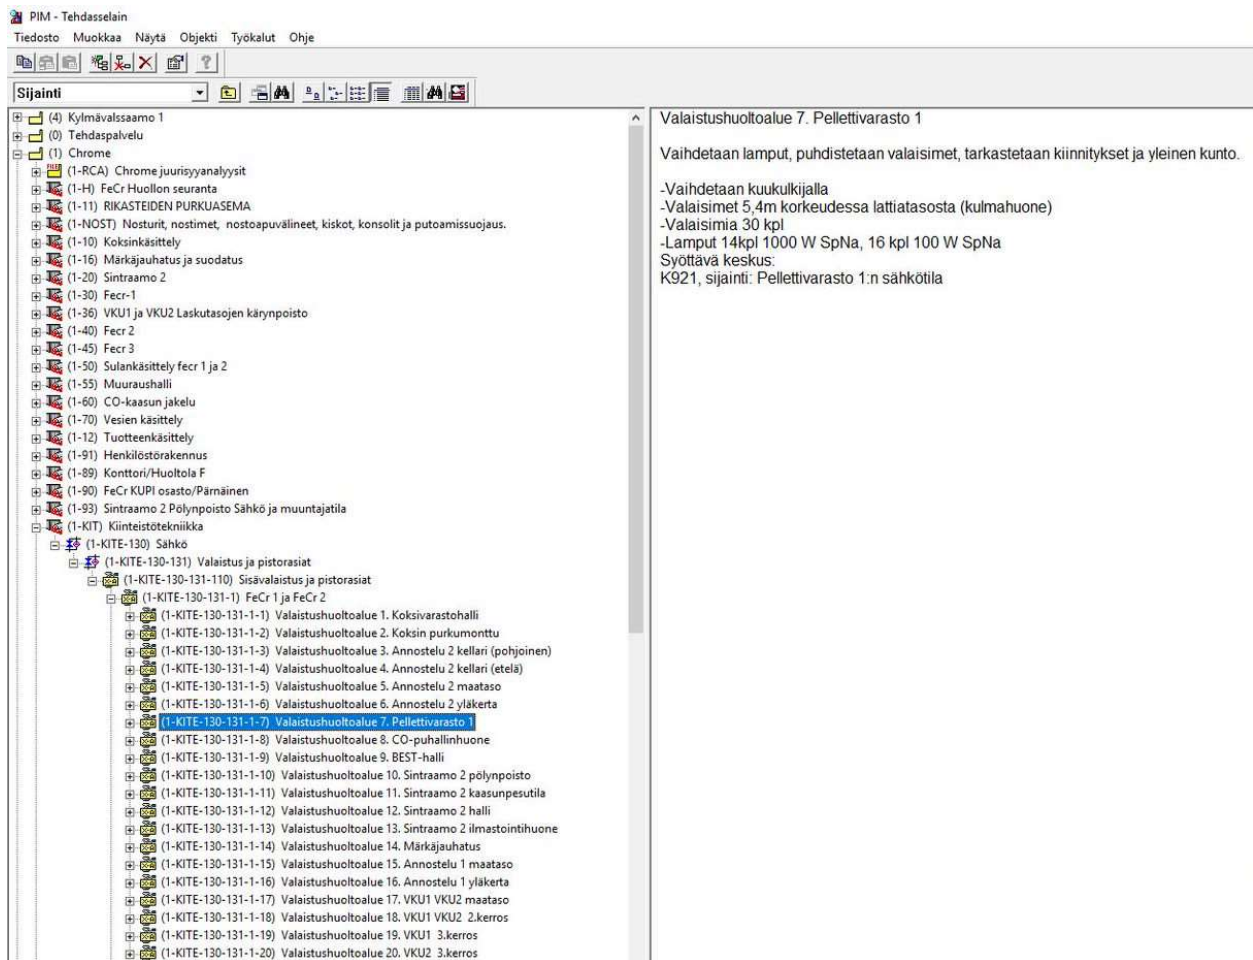 PIM - Tehdasselain
Tiedosto Muokkaa Näytä Objekti Työkalut Ohje
Sijainti
(4) Kylmävalssaamo 1
(0) Tehdaspalvelu
(1) Chrome
(1-RCA) Chrome juurisyyanalyysit
(1-H) FeCr Huollon seuranta
(1-11) RIKASTEIDEN PURKUASEMA
(1-NOST) Nosturit, nostimet, nostoapuvälineet, kiskot, konsolit ja putoamissuojaus.
(1-10) Koksinkäsittely
(1-16) Märkäjauhatus ja suodatus
(1-20) Sintraamo 2
(1-30) Fecr-1
(1-36) VKU1 ja VKU2 Laskutasojen kärynpoisto
(1-40) Fecr 2
(1-45) Fecr 3
(1-50) Sulankäsittely fecr 1 ja 2
(1-55) Muuraushalli
(1-60) CO-kaasun jakelu
(1-70) Vesien käsittely
(1-12) Tuotteenkäsittely
(1-91) Henkilöstörakennus
(1-89) Konttori/Huoltola F
(1-90) FeCr KUPI osasto/Pärnäinen
(1-93) Sintraamo 2 Pölynpoisto Sähkö ja muuntajatila
(1-KIT) Kiinteistötekniikka
(1-KITE-130) Sähkö
(1-KITE-130-131) Valaistus ja pistorasiat
(1-KITE-130-131-110) Sisävalaistus ja pistorasiat
(1-KITE-130-131-1) FeCr 1 ja FeCr 2
(1-KITE-130-131-1-1) Valaistushuoltoalue 1. Koksivarastohalli
(1-KITE-130-131-1-2) Valaistushuoltoalue 2. Koksin purkumonttu
(1-KITE-130-131-1-3) Valaistushuoltoalue 3. Annostelu 2 kellari (pohjoinen)
(1-KITE-130-131-1-4) Valaistushuoltoalue 4. Annostelu 2 kellari (etelä)
(1-KITE-130-131-1-5) Valaistushuoltoalue 5. Annostelu 2 maataso
(1-KITE-130-131-1-6) Valaistushuoltoalue 6. Annostelu 2 yläkerta
(1-KITE-130-131-1-7) Valaistushuoltoalue 7. Pellettivarasto 1
(1-KITE-130-131-1-8) Valaistushuoltoalue 8. CO-puhallinhuone
(1-KITE-130-131-1-9) Valaistushuoltoalue 9. BEST-halli
(1-KITE-130-131-1-10) Valaistushuoltoalue 10. Sintraamo 2 pölynpoisto
(1-KITE-130-131-1-11) Valaistushuoltoalue 11. Sintraamo 2 kaasunpesutila
(1-KITE-130-131-1-12) Valaistushuoltoalue 12. Sintraamo 2 halli
(1-KITE-130-131-1-13) Valaistushuoltoalue 13. Sintraamo 2 ilmastointihuone
(1-KITE-130-131-1-14) Valaistushuoltoalue 14. Märkäjauhatus
(1-KITE-130-131-1-15) Valaistushuoltoalue 15. Annostelu 1 maataso
(1-KITE-130-131-1-16) Valaistushuoltoalue 16. Annostelu 1 yläkerta
(1-KITE-130-131-1-17) Valaistushuoltoalue 17. VKU1 VKU2 maataso
(1-KITE-130-131-1-18) Valaistushuoltoalue 18. VKU1 VKU2 2.kerros
(1-KITE-130-131-1-19) Valaistushuoltoalue 19. VKU1 3.kerros
(1-KITE-130-131-1-20) Valaistushuoltoalue 20. VKU2 3.kerros
Valaistushuoltoalue 7. Pellettivarasto 1
Vaihdetaan lamput, puhdistetaan valaisimet, tarkastetaan kiinnitykset ja yleinen kunto.
-Vaihdetaan kuukulkijalla
-Valaisimet 5,4m korkeudessa lattiatasosta (kulmahuone)
-Valaisimia 30 kpl
-Lamput 14kpl 1000 W SpNa, 16 kpl 100 W SpNa
Syöttävä keskus:
K921, sijainti: Pellettivarasto 1:n sähkötila